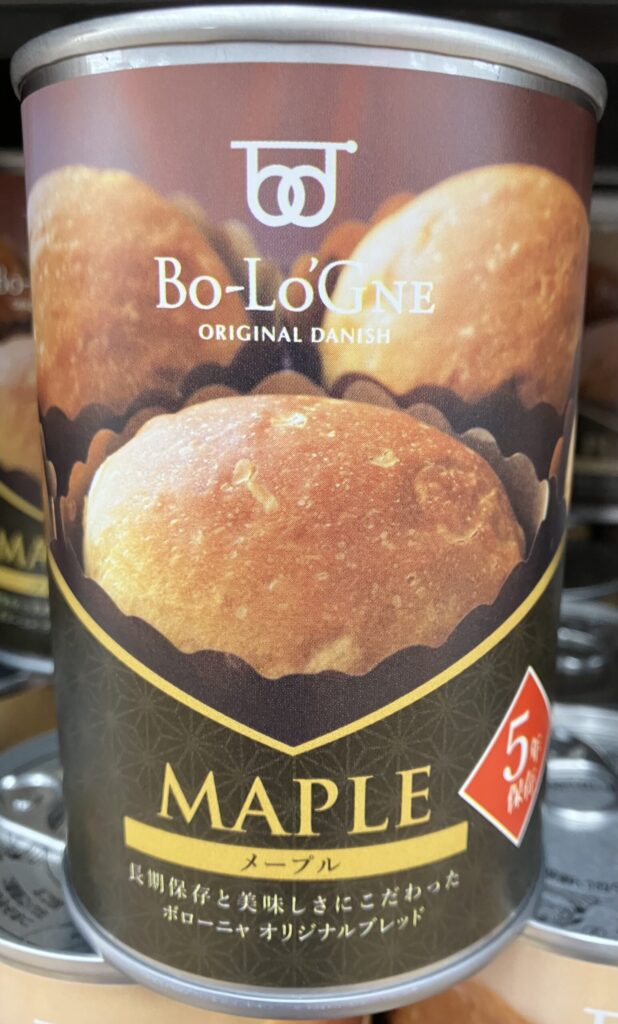 Bo-Lo'GNE
ORIGINAL DANISH
MAPLE
メープル
長期保存と美味しさにこだわった
ボローニャ オリジナルブレッド
5年
保存